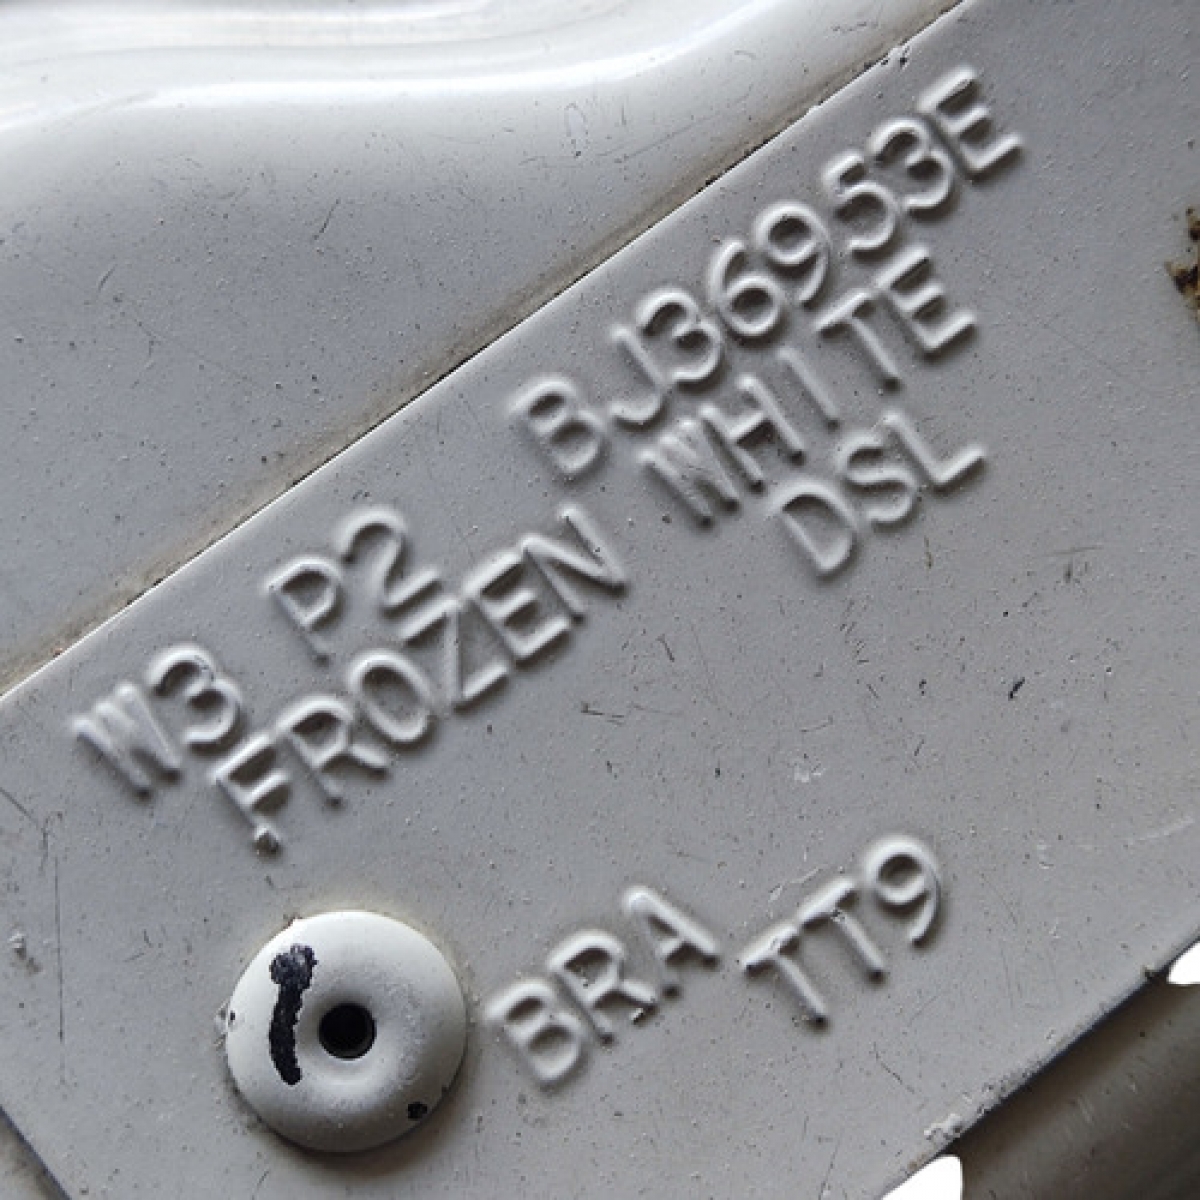 W3 P2 BJ36953E
FROZEN WHITE
DSL
BRA TT9